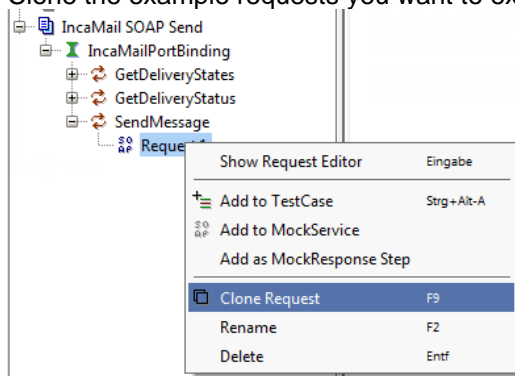 Clone the example requests you want to ex
IncaMail SOAP Send
IncaMailPortBinding
GetDeliveryStates
GetDeliveryStatus
SendMessage
Request 1
Show Request Editor Eingabe
Add to TestCase Strg+Alt-A
Add to MockService
Add as MockResponse Step
Clone Request F9
Rename F2
Delete Entf